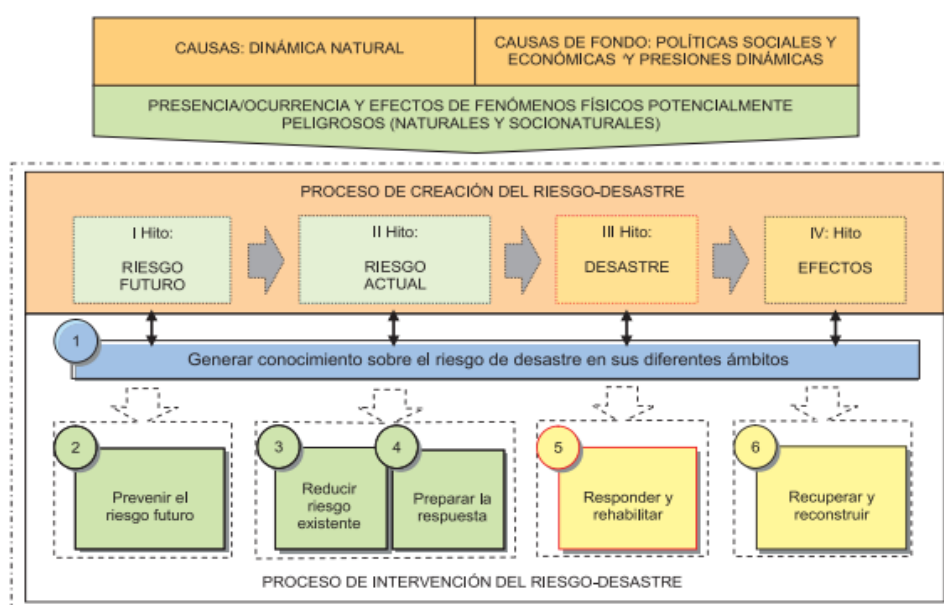 CAUSAS: DINÁMICA NATURAL
CAUSAS DE FONDO: POLÍTICAS SOCIALES Y
ECONÓMICAS Y PRESIONES DINÁMICAS
PRESENCIA/OCURRENCIA Y EFECTOS DE FENÓMENOS FÍSICOS POTENCIALMENTE
PELIGROSOS (NATURALES Y SOCIONATURALES)
PROCESO DE CREACIÓN DEL RIESGO-DESASTRE
I Hito:
RIESGO
FUTURO
II Hito:
RIESGO
ACTUAL
III Hito:
DESASTRE
IV: Hito
EFECTOS
1
Generar conocimiento sobre el riesgo de desastre en sus diferentes ámbitos
2
Prevenir el
riesgo futuro
3
Reducir
riesgo
existente
4
Preparar la
respuesta
5
Responder y
rehabilitar
6
Recuperar y
reconstruir
PROCESO DE INTERVENCIÓN DEL RIESGO-DESASTRE